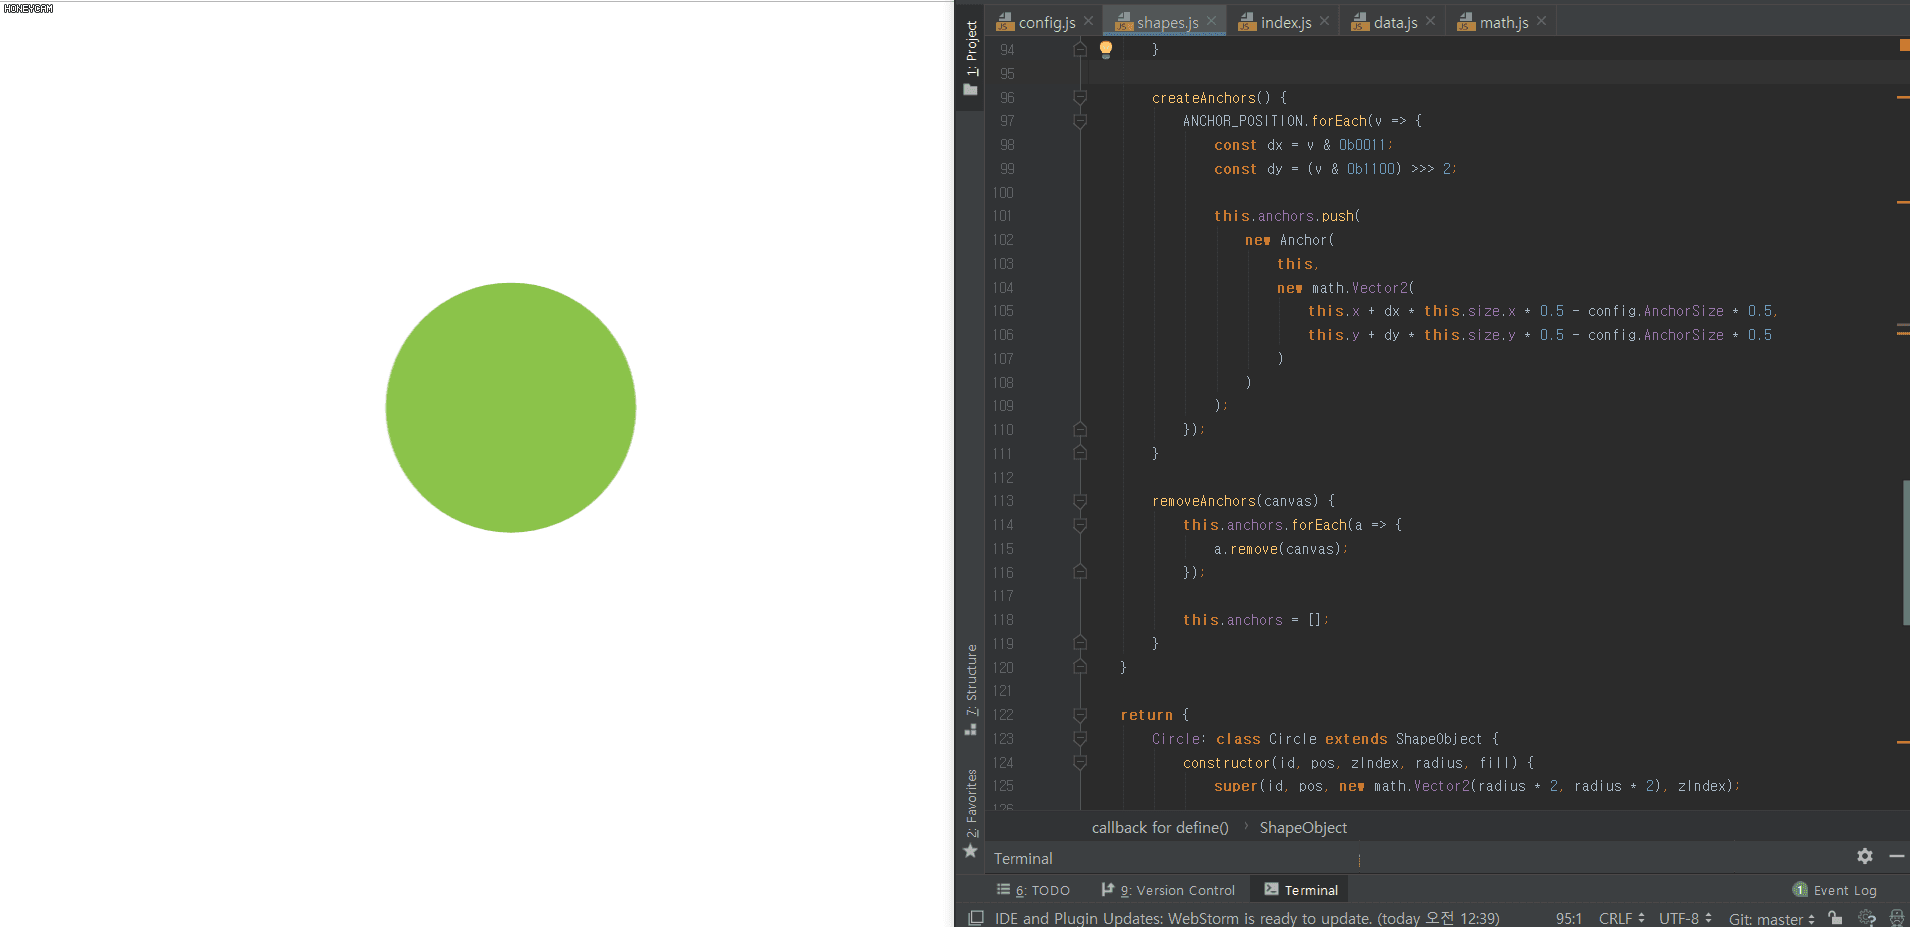 HONEYCAM
config.js
shapes.js
index.js
data.js
math.js
1: Project
7: Structure
2: Favorites
94 }
95
96 createAnchors() {
97 ANCHOR_POSITION.forEach(v => {
98 const dx = v & 0b0011;
99 const dy = (v & 0b1100) >>> 2;
100
101 this.anchors.push(
102 new Anchor(
103 this,
104 new math.Vector2(
105 this.x + dx * this.size.x * 0.5 - config.AnchorSize * 0.5,
106 this.y + dy * this.size.y * 0.5 - config.AnchorSize * 0.5
107 )
108 )
109 );
110 });
111 }
112
113 removeAnchors(canvas) {
114 this.anchors.forEach(a => {
115 a.remove(canvas);
116 });
117
118 this.anchors = [];
119 }
120 }
121
122 return {
123 Circle: class Circle extends ShapeObject {
124 constructor(id, pos, zIndex, radius, fill) {
125 super(id, pos, new math.Vector2(radius * 2, radius * 2), zIndex);
126
callback for define() › ShapeObject
Terminal
6: TODO
9: Version Control
Terminal
1 Event Log
IDE and Plugin Updates: WebStorm is ready to update. (today 오전 12:39)
95:1
CRLF
UTF-8
Git: master